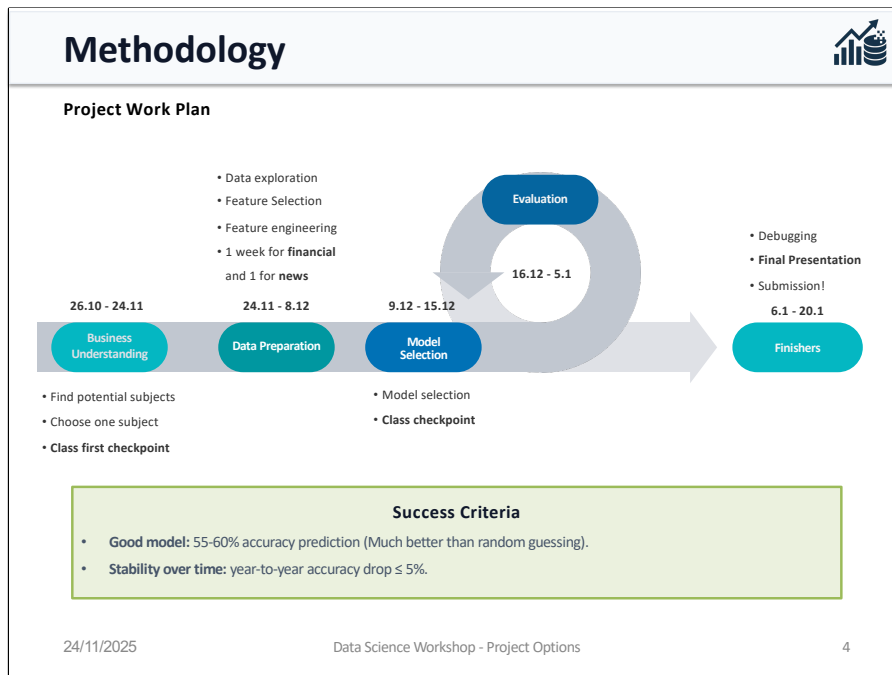 Methodology
Project Work Plan
• Data exploration
• Feature Selection
• Feature engineering
• 1 week for financial
and 1 for news
Evaluation
16.12 - 5.1
• Debugging
• Final Presentation
• Submission!
26.10 - 24.11
24.11 - 8.12
9.12 - 15.12
6.1 - 20.1
Business
Understanding
Data Preparation
Model
Selection
Finishers
• Find potential subjects
• Choose one subject
• Class first checkpoint
• Model selection
• Class checkpoint
Success Criteria
• Good model: 55-60% accuracy prediction (Much better than random guessing).
• Stability over time: year-to-year accuracy drop ≤ 5%.
24/11/2025
Data Science Workshop - Project Options
4